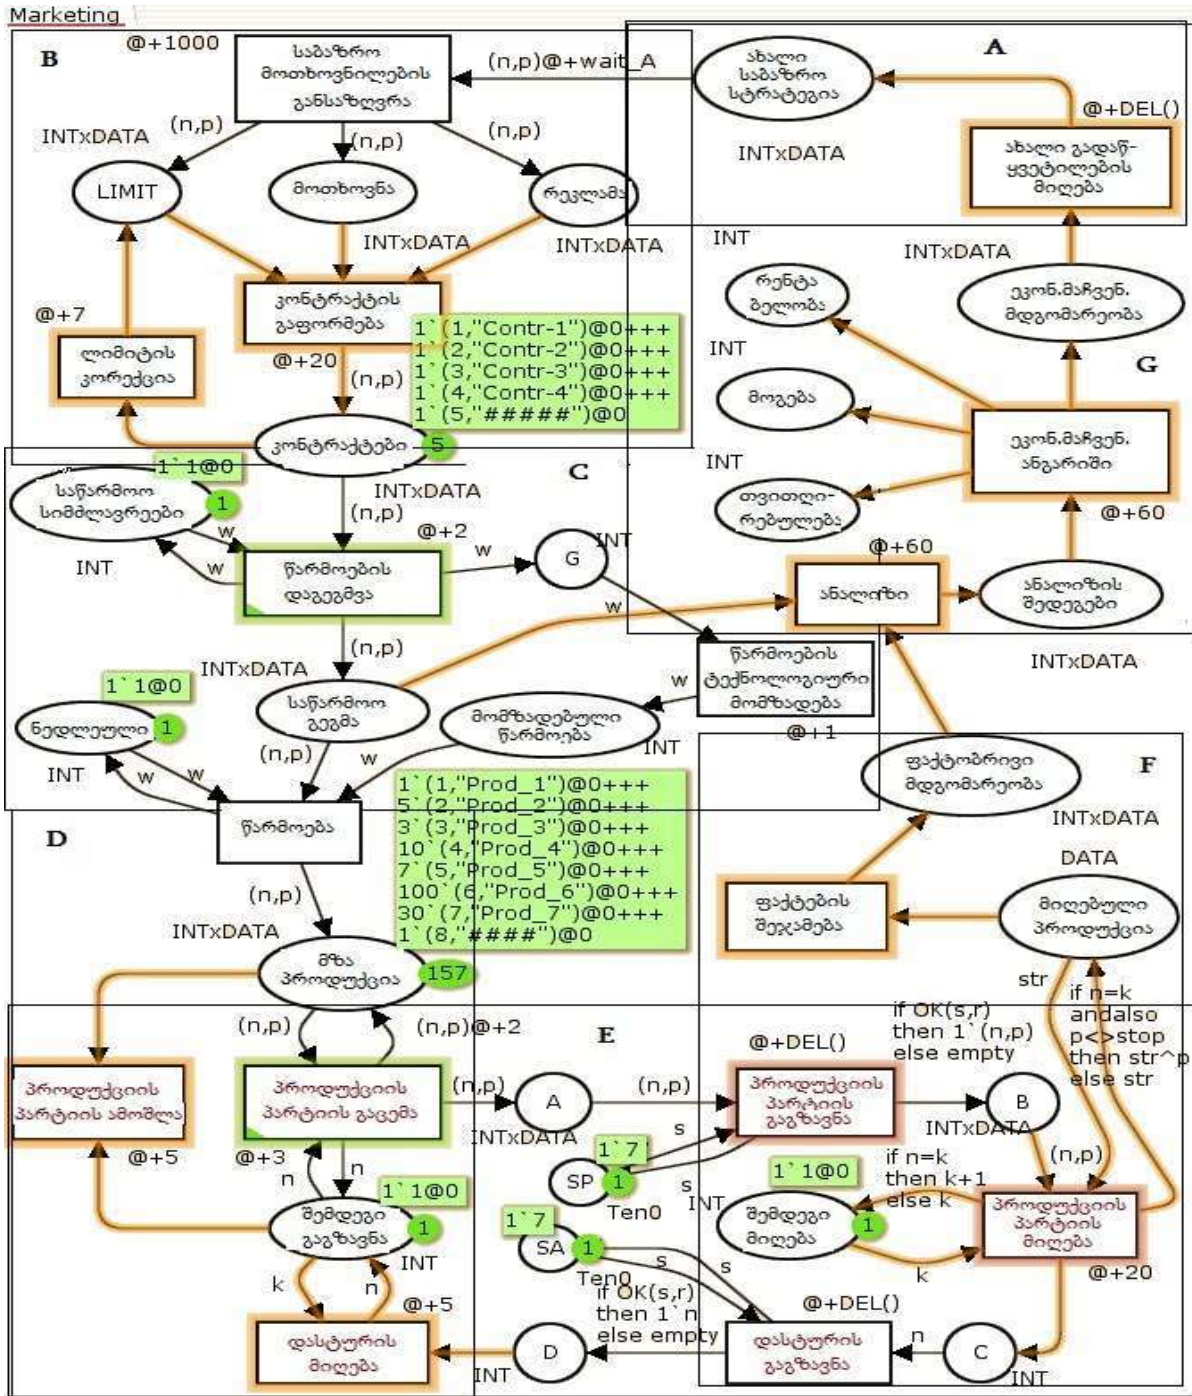 Marketing
B
@+1000
საბაზრო
მოთხოვნილების
განსაზღვრა
(n,p)@+wait_A
ახალი
საბაზრო
სტრატეგია
A
@+DEL()
ახალი გადაწ-
ყვეტილების
მიღება
INTxDATA
INTxDATA
(n,p)
(n,p)
(n,p)
LIMIT
მოთხოვნა
რეკლამა
INTxDATA
INTxDATA
INT
INTxDATA
რენტა
ბელობა
ეკონ.მაჩვენ.
მდგომარეობა
@+7
ლიმიტის
კორექცია
კონტრაქტის
გაფორმება
@+20
(n,p)
1`(1,"Contr-1")@0+++
1`(2,"Contr-2")@0+++
1`(3,"Contr-3")@0+++
1`(4,"Contr-4")@0+++
1`(5,"#####")@0
INT
მოგება
G
კონტრაქტები
5
INT
ეკონ.მაჩვენ.
ანგარიში
თვითღი-
რებულება
@+60
1`1@0
საწარმოო
სიმძლავრეები
1
INTxDATA
C
(n,p)
@+2
w
w
INT
წარმოების
დაგეგმვა
w
G
INT
@+60
ანალიზი
ანალიზის
შედეგები
w
(n,p)
INTxDATA
INTxDATA
წარმოების
ტექნოლოგიური
მომზადება
@+1
w
1`1@0
ნედლეული
1
INT
საწარმოო
გეგმა
მომზადებული
წარმოება
INT
(n,p)
w
w
w
ფაქტობრივი
მდგომარეობა
F
INTxDATA
D
წარმოება
1`(1,"Prod_1")@0+++
5`(2,"Prod_2")@0+++
3`(3,"Prod_3")@0+++
10`(4,"Prod_4")@0+++
7`(5,"Prod_5")@0+++
100`(6,"Prod_6")@0+++
30`(7,"Prod_7")@0+++
1`(8,"####")@0
(n,p)
INTxDATA
DATA
ფაქტების
შეჯამება
მიღებული
პროდუქცია
მზა
პროდუქცია
157
str
if n=k
andalso
p<>stop
then str^p
else str
(n,p)
(n,p)@+2
E
if OK(s,r)
then 1`(n,p)
else empty
@+DEL()
პროდუქციის
პარტიის ამოშლა
@+5
პროდუქციის
პარტიის გაცემა
@+3
(n,p)
A
INTxDATA
(n,p)
პროდუქციის
პარტიის
გაგზავნა
B
INTxDATA
(n,p)
n
n
1`7
s
s
SP
1
Ten0
INT
1`1@0
if n=k
then k+1
else k
შემდეგი
მიღება
1
k
პროდუქციის
პარტიის
მიღება
@+20
1`1@0
შემდეგი
გაგზავნა
1
INT
1`7
SA
1
Ten0
s
s
k
n
@+5
დასტურის
მიღება
if OK(s,r)
then 1`n
else empty
D
INT
@+DEL()
დასტურის
გაგზავნა
n
C
INT